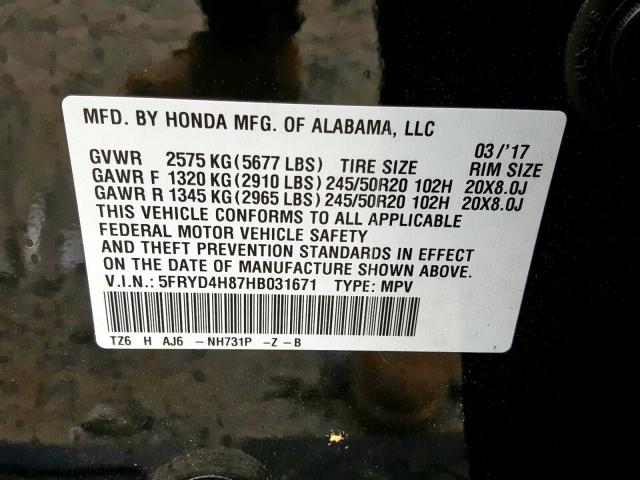 MFD. BY HONDA MFG. OF ALABAMA, LLC
03/'17
GVWR 2575 KG(5677 LBS) TIRE SIZE RIM SIZE
GAWR F 1320 KG(2910 LBS) 245/50R20 102H 20X8.0J
GAWR R 1345 KG(2965 LBS) 245/50R20 102H 20X8.0J
THIS VEHICLE CONFORMS TO ALL APPLICABLE
FEDERAL MOTOR VEHICLE SAFETY
AND THEFT PREVENTION STANDARDS IN EFFECT
ON THE DATE OF MANUFACTURE SHOWN ABOVE.
V.I.N.: 5FRYD4H87HB031671 TYPE: MPV
TZ6 H AJ6 -NH731P -Z -B